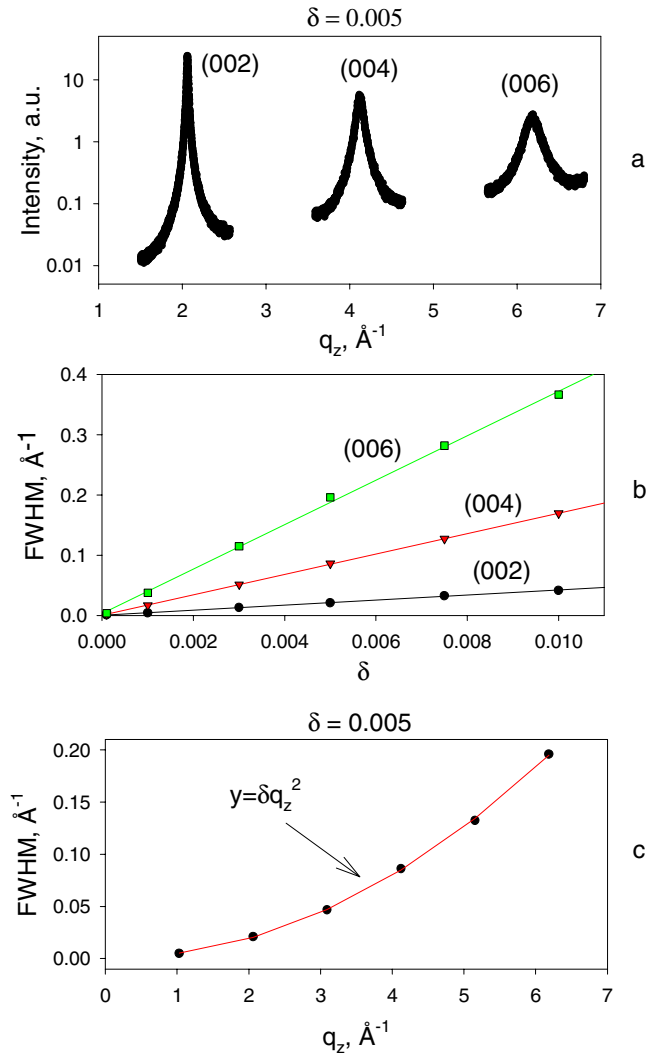 δ = 0.005
10
1
0.1
0.01
Intensity, a.u.
(002)
(004)
(006)
a
1 2 3 4 5 6 7
q_z, Å⁻¹
0.4
0.3
0.2
0.1
0.0
FWHM, Å⁻¹
(006)
(004)
(002)
b
0.000 0.002 0.004 0.006 0.008 0.010
δ
δ = 0.005
0.20
0.15
0.10
0.05
0.00
FWHM, Å⁻¹
y=δq_z²
c
0 1 2 3 4 5 6 7
q_z, Å⁻¹